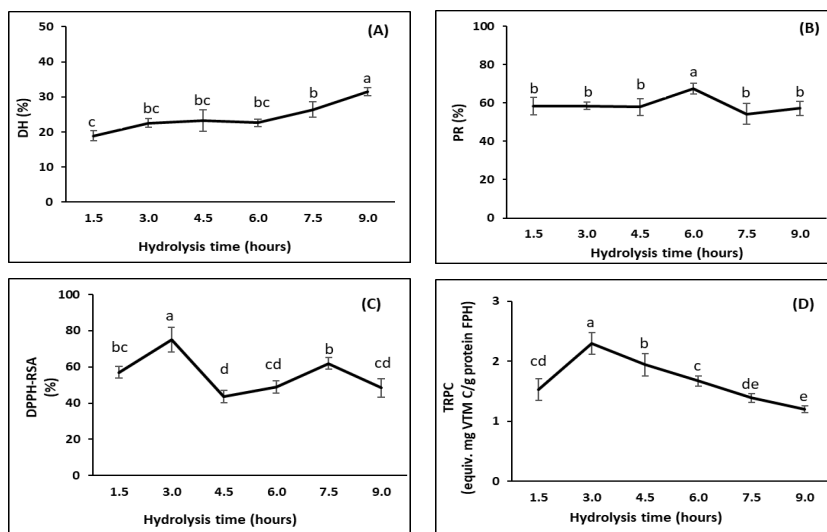 (A)
DH (%)
50
40
30
20
10
0
c
bc
bc
bc
b
a
1.5 3.0 4.5 6.0 7.5 9.0
Hydrolysis time (hours)
(B)
PR (%)
100
80
60
40
20
0
b
b
b
a
b
b
1.5 3.0 4.5 6.0 7.5 9.0
Hydrolysis time (hours)
(C)
DPPH-RSA
(%)
100
80
60
40
20
0
bc
a
d
cd
b
cd
1.5 3.0 4.5 6.0 7.5 9.0
Hydrolysis time (hours)
(D)
TRPC
(equiv. mg VTM C/g protein FPH)
3
2
1
0
cd
a
b
c
de
e
1.5 3.0 4.5 6.0 7.5 9.0
Hydrolysis time (hours)